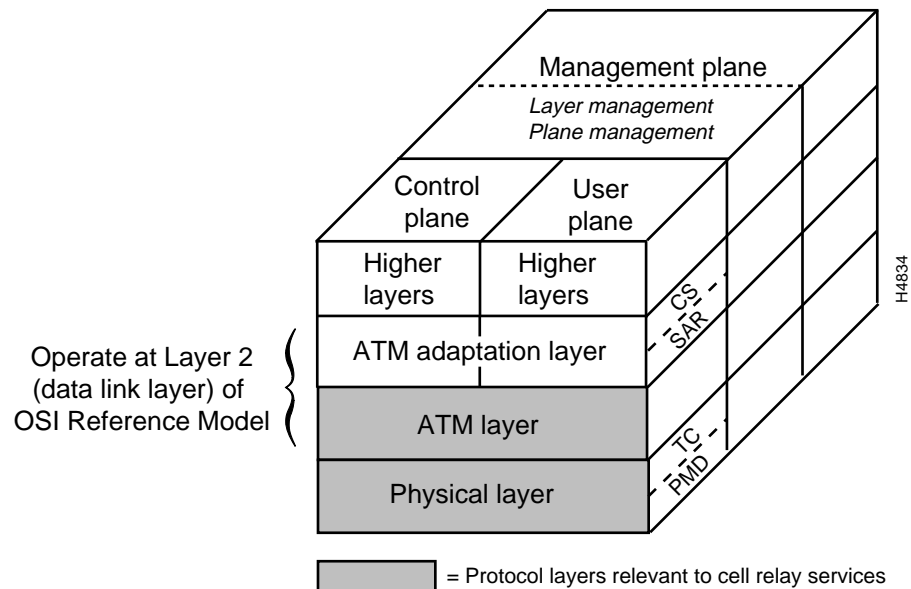 Management plane
Layer management
Plane management
Control
plane
User
plane
Higher
layers
Higher
layers
CS
SAR
ATM adaptation layer
Operate at Layer 2
(data link layer) of
OSI Reference Model
ATM layer
TC
PMD
Physical layer
H4834
= Protocol layers relevant to cell relay services